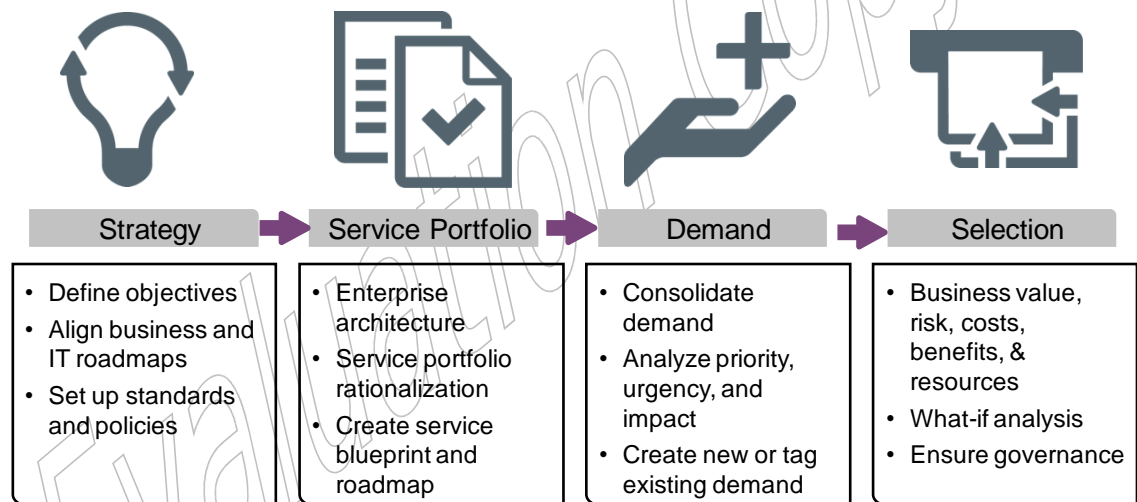 Evaluation Copy
Strategy
Service Portfolio
Demand
Selection
• Define objectives
• Align business and
IT roadmaps
• Set up standards
and policies
• Enterprise
architecture
• Service portfolio
rationalization
• Create service
blueprint and
roadmap
• Consolidate
demand
• Analyze priority,
urgency, and
impact
• Create new or tag
existing demand
• Business value,
risk, costs,
benefits, &
resources
• What-if analysis
• Ensure governance